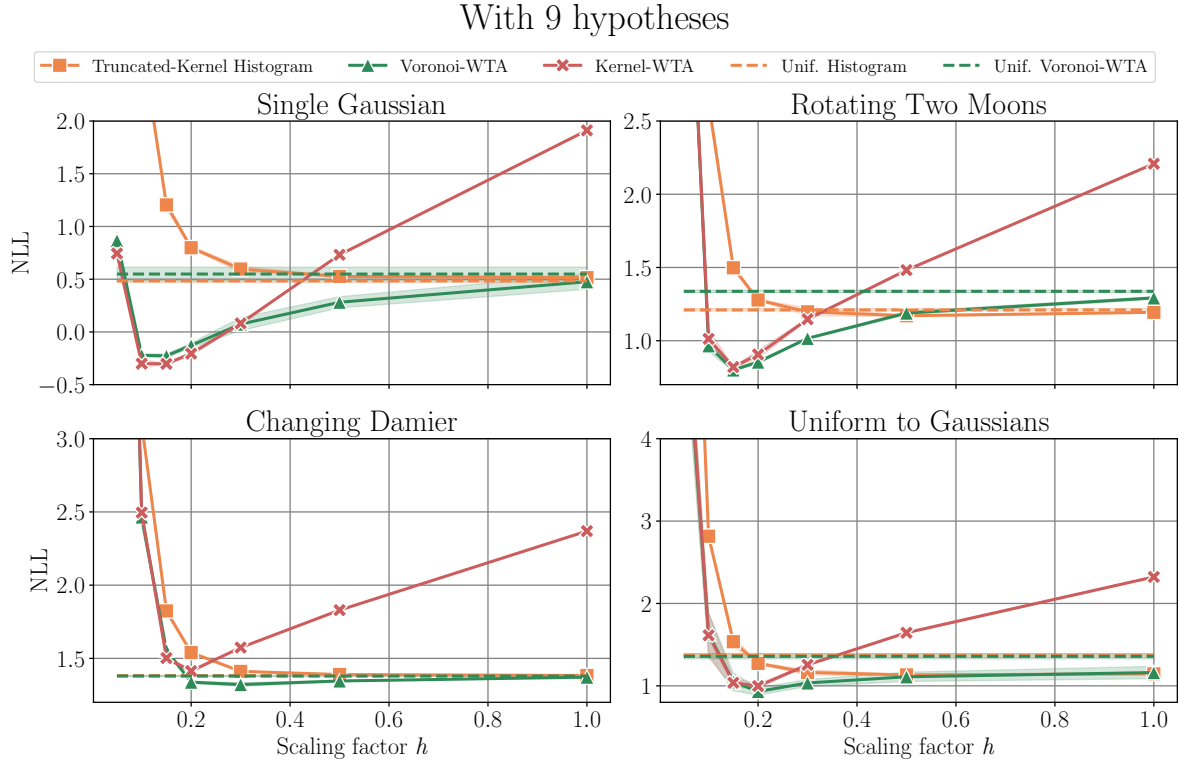 With 9 hypotheses
Truncated-Kernel Histogram Voronoi-WTA Kernel-WTA Unif. Histogram Unif. Voronoi-WTA
Single Gaussian
2.0
1.5
1.0
0.5
0.0
−0.5
NLL
Rotating Two Moons
2.5
2.0
1.5
1.0
Changing Damier
3.0
2.5
2.0
1.5
NLL
0.2 0.4 0.6 0.8 1.0
Scaling factor h
Uniform to Gaussians
4
3
2
1
0.2 0.4 0.6 0.8 1.0
Scaling factor h